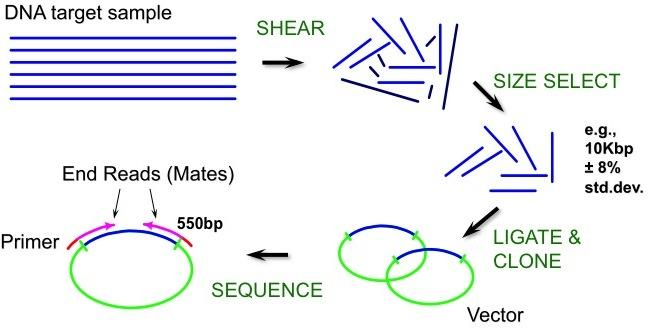 DNA target sample
SHEAR
SIZE SELECT
e.g.,
10Kbp
± 8%
std.dev.
LIGATE &
CLONE
Vector
SEQUENCE
End Reads (Mates)
550bp
Primer